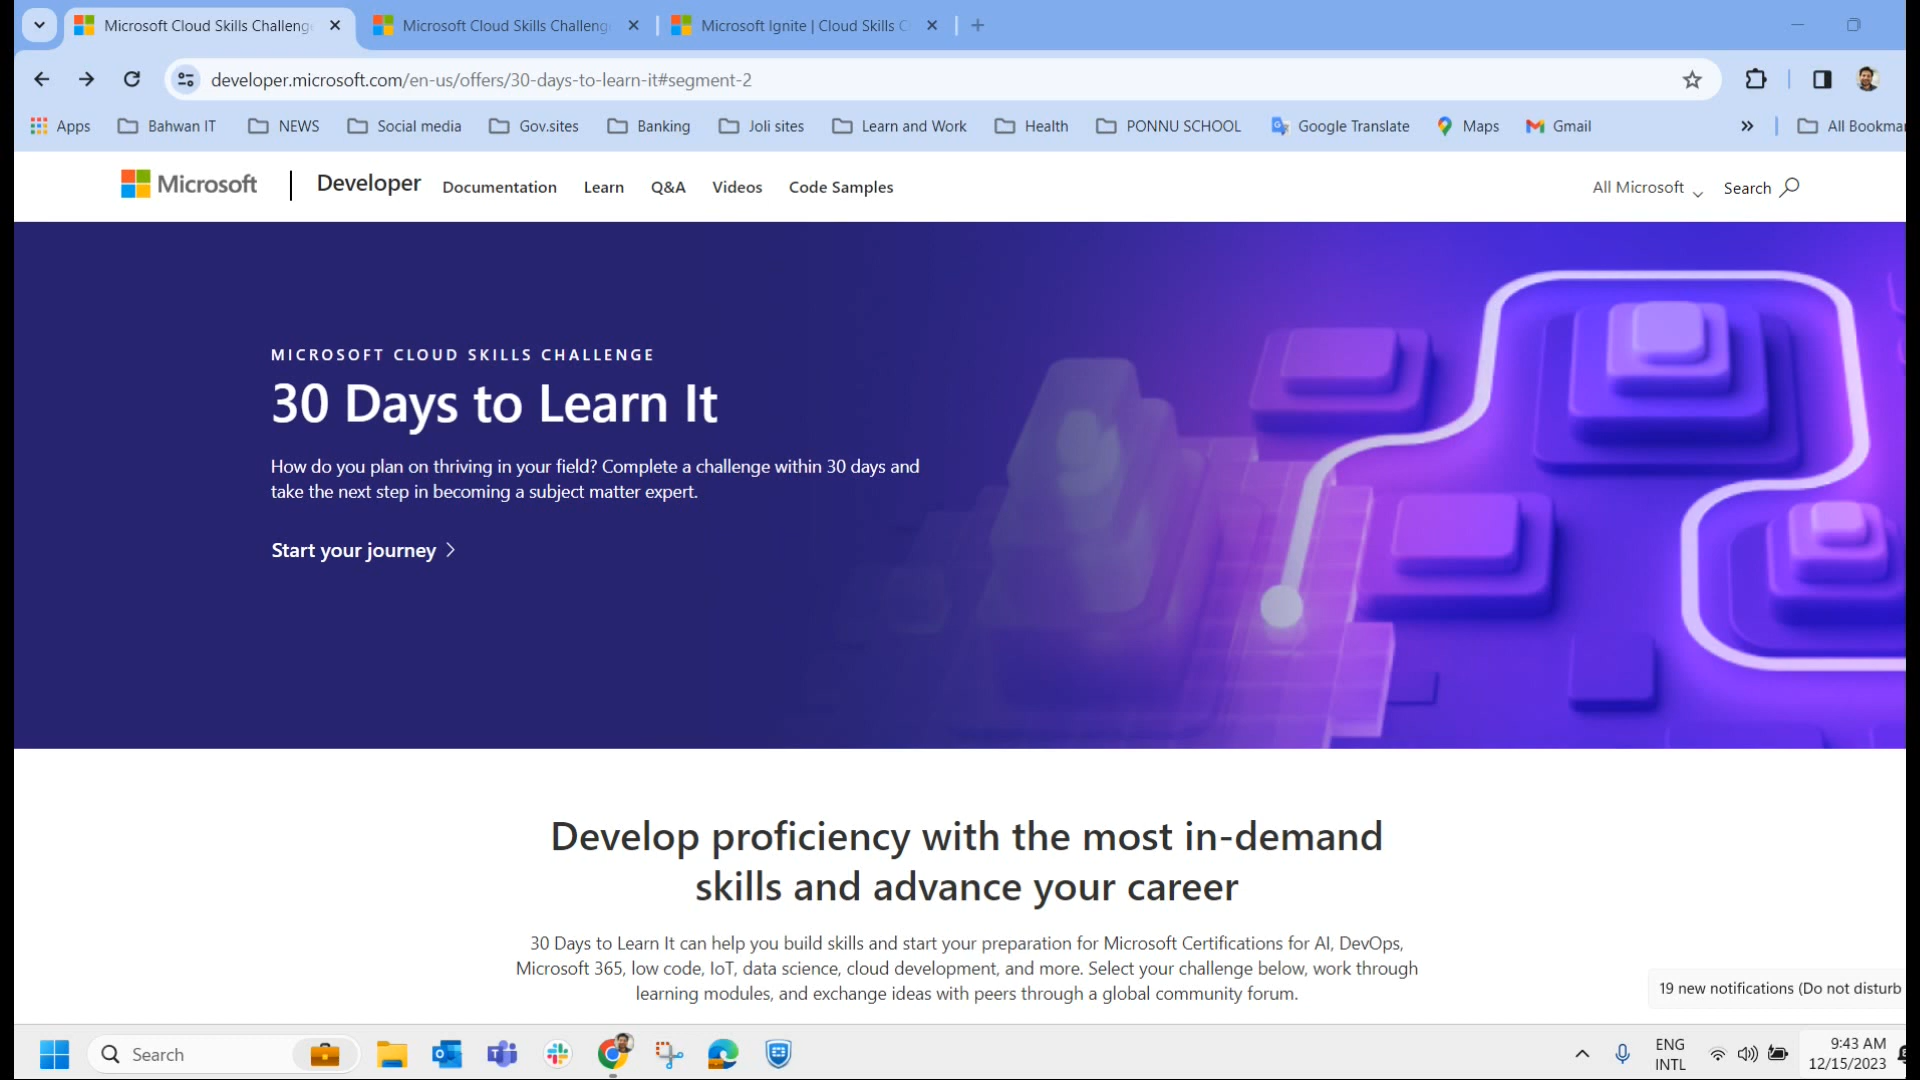 Microsoft Cloud Skills Challeng
Microsoft Cloud Skills Challeng
Microsoft Ignite | Cloud Skills C
developer.microsoft.com/en-us/offers/30-days-to-learn-it#segment-2
Apps
Bahwan IT
NEWS
Social media
Gov.sites
Banking
Joli sites
Learn and Work
Health
PONNU SCHOOL
Google Translate
Maps
Gmail
All Bookmar
Microsoft
Developer
Documentation
Learn
Q&A
Videos
Code Samples
All Microsoft
Search
MICROSOFT CLOUD SKILLS CHALLENGE
30 Days to Learn It
How do you plan on thriving in your field? Complete a challenge within 30 days and
take the next step in becoming a subject matter expert.
Start your journey
Develop proficiency with the most in-demand
skills and advance your career
30 Days to Learn It can help you build skills and start your preparation for Microsoft Certifications for AI, DevOps,
Microsoft 365, low code, IoT, data science, cloud development, and more. Select your challenge below, work through
learning modules, and exchange ideas with peers through a global community forum.
19 new notifications (Do not disturb
Search
ENG
INTL
9:43 AM
12/15/2023